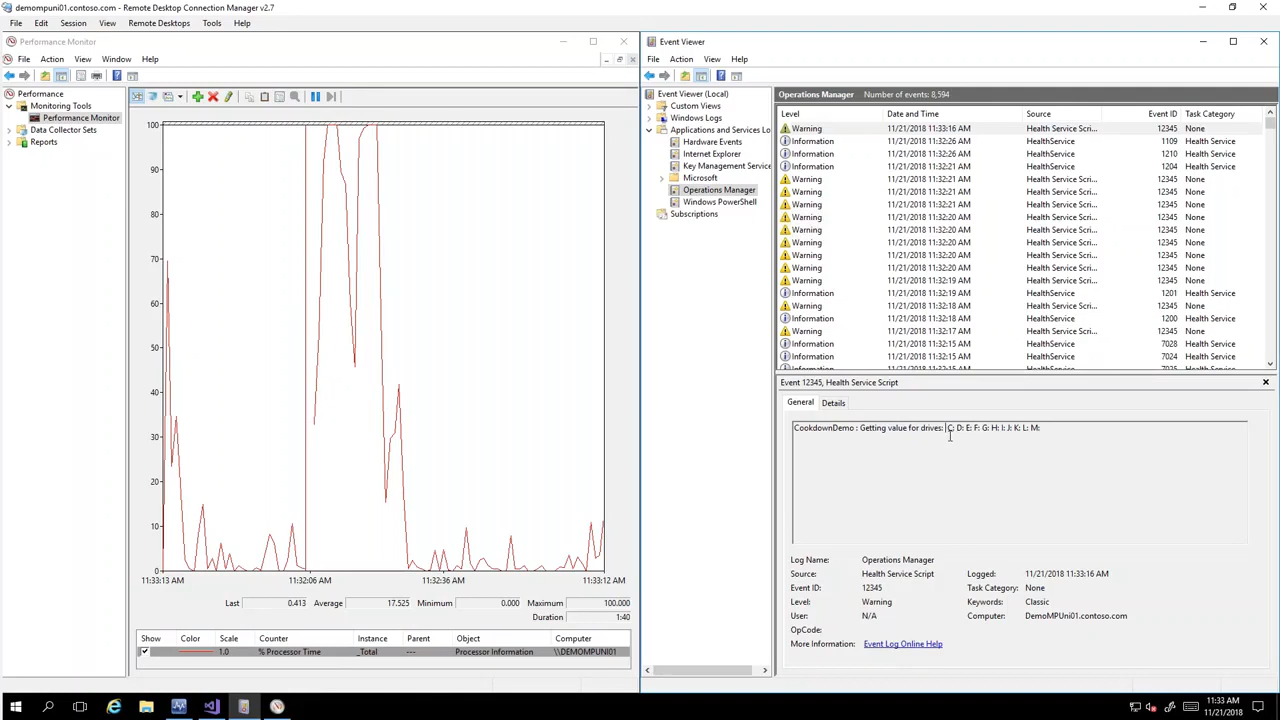 demompuni01.contoso.com - Remote Desktop Connection Manager v2.7
File Edit Session View Remote Desktops Tools Help
Performance Monitor
File Action View Window Help
Performance
Monitoring Tools
Performance Monitor
Data Collector Sets
Reports
100
90
80
70
60
50
40
30
20
10
0
11:33:13 AM 11:32:06 AM 11:32:36 AM 11:33:12 AM
Last 0.413 Average 17.525 Minimum 0.000 Maximum 100.000
Duration 1:40
Show Color Scale Counter Instance Parent Object Computer
1.0 % Processor Time _Total --- Processor Information \\DEMOMPUNI01
Event Viewer
File Action View Help
Event Viewer (Local)
Custom Views
Windows Logs
Applications and Services Lo
Hardware Events
Internet Explorer
Key Management Service
Microsoft
Operations Manager
Windows PowerShell
Subscriptions
Operations Manager Number of events: 8,594
Level Date and Time Source Event ID Task Category
Warning 11/21/2018 11:33:16 AM Health Service Scri... 12345 None
Information 11/21/2018 11:32:26 AM HealthService 1109 Health Service
Information 11/21/2018 11:32:26 AM HealthService 1210 Health Service
Information 11/21/2018 11:32:26 AM HealthService 1204 Health Service
Warning 11/21/2018 11:32:21 AM Health Service Scri... 12345 None
Warning 11/21/2018 11:32:21 AM Health Service Scri... 12345 None
Warning 11/21/2018 11:32:21 AM Health Service Scri... 12345 None
Warning 11/21/2018 11:32:20 AM Health Service Scri... 12345 None
Warning 11/21/2018 11:32:20 AM Health Service Scri... 12345 None
Warning 11/21/2018 11:32:20 AM Health Service Scri... 12345 None
Warning 11/21/2018 11:32:20 AM Health Service Scri... 12345 None
Warning 11/21/2018 11:32:20 AM Health Service Scri... 12345 None
Warning 11/21/2018 11:32:20 AM Health Service Scri... 12345 None
Information 11/21/2018 11:32:19 AM HealthService 1201 Health Service
Warning 11/21/2018 11:32:18 AM Health Service Scri... 12345 None
Information 11/21/2018 11:32:18 AM HealthService 1200 Health Service
Warning 11/21/2018 11:32:17 AM Health Service Scri... 12345 None
Information 11/21/2018 11:32:15 AM HealthService 7028 Health Service
Information 11/21/2018 11:32:15 AM HealthService 7024 Health Service
Information 11/21/2018 11:32:15 AM HealthService 7025 Health Service
Event 12345, Health Service Script
General Details
CookdownDemo : Getting value for drives: C: D: E: F: G: H: I: J: K: L: M:
Log Name: Operations Manager
Source: Health Service Script Logged: 11/21/2018 11:33:16 AM
Event ID: 12345 Task Category: None
Level: Warning Keywords: Classic
User: N/A Computer: DemoMPUni01.contoso.com
OpCode:
More Information: Event Log Online Help
11:33 AM
11/21/2018